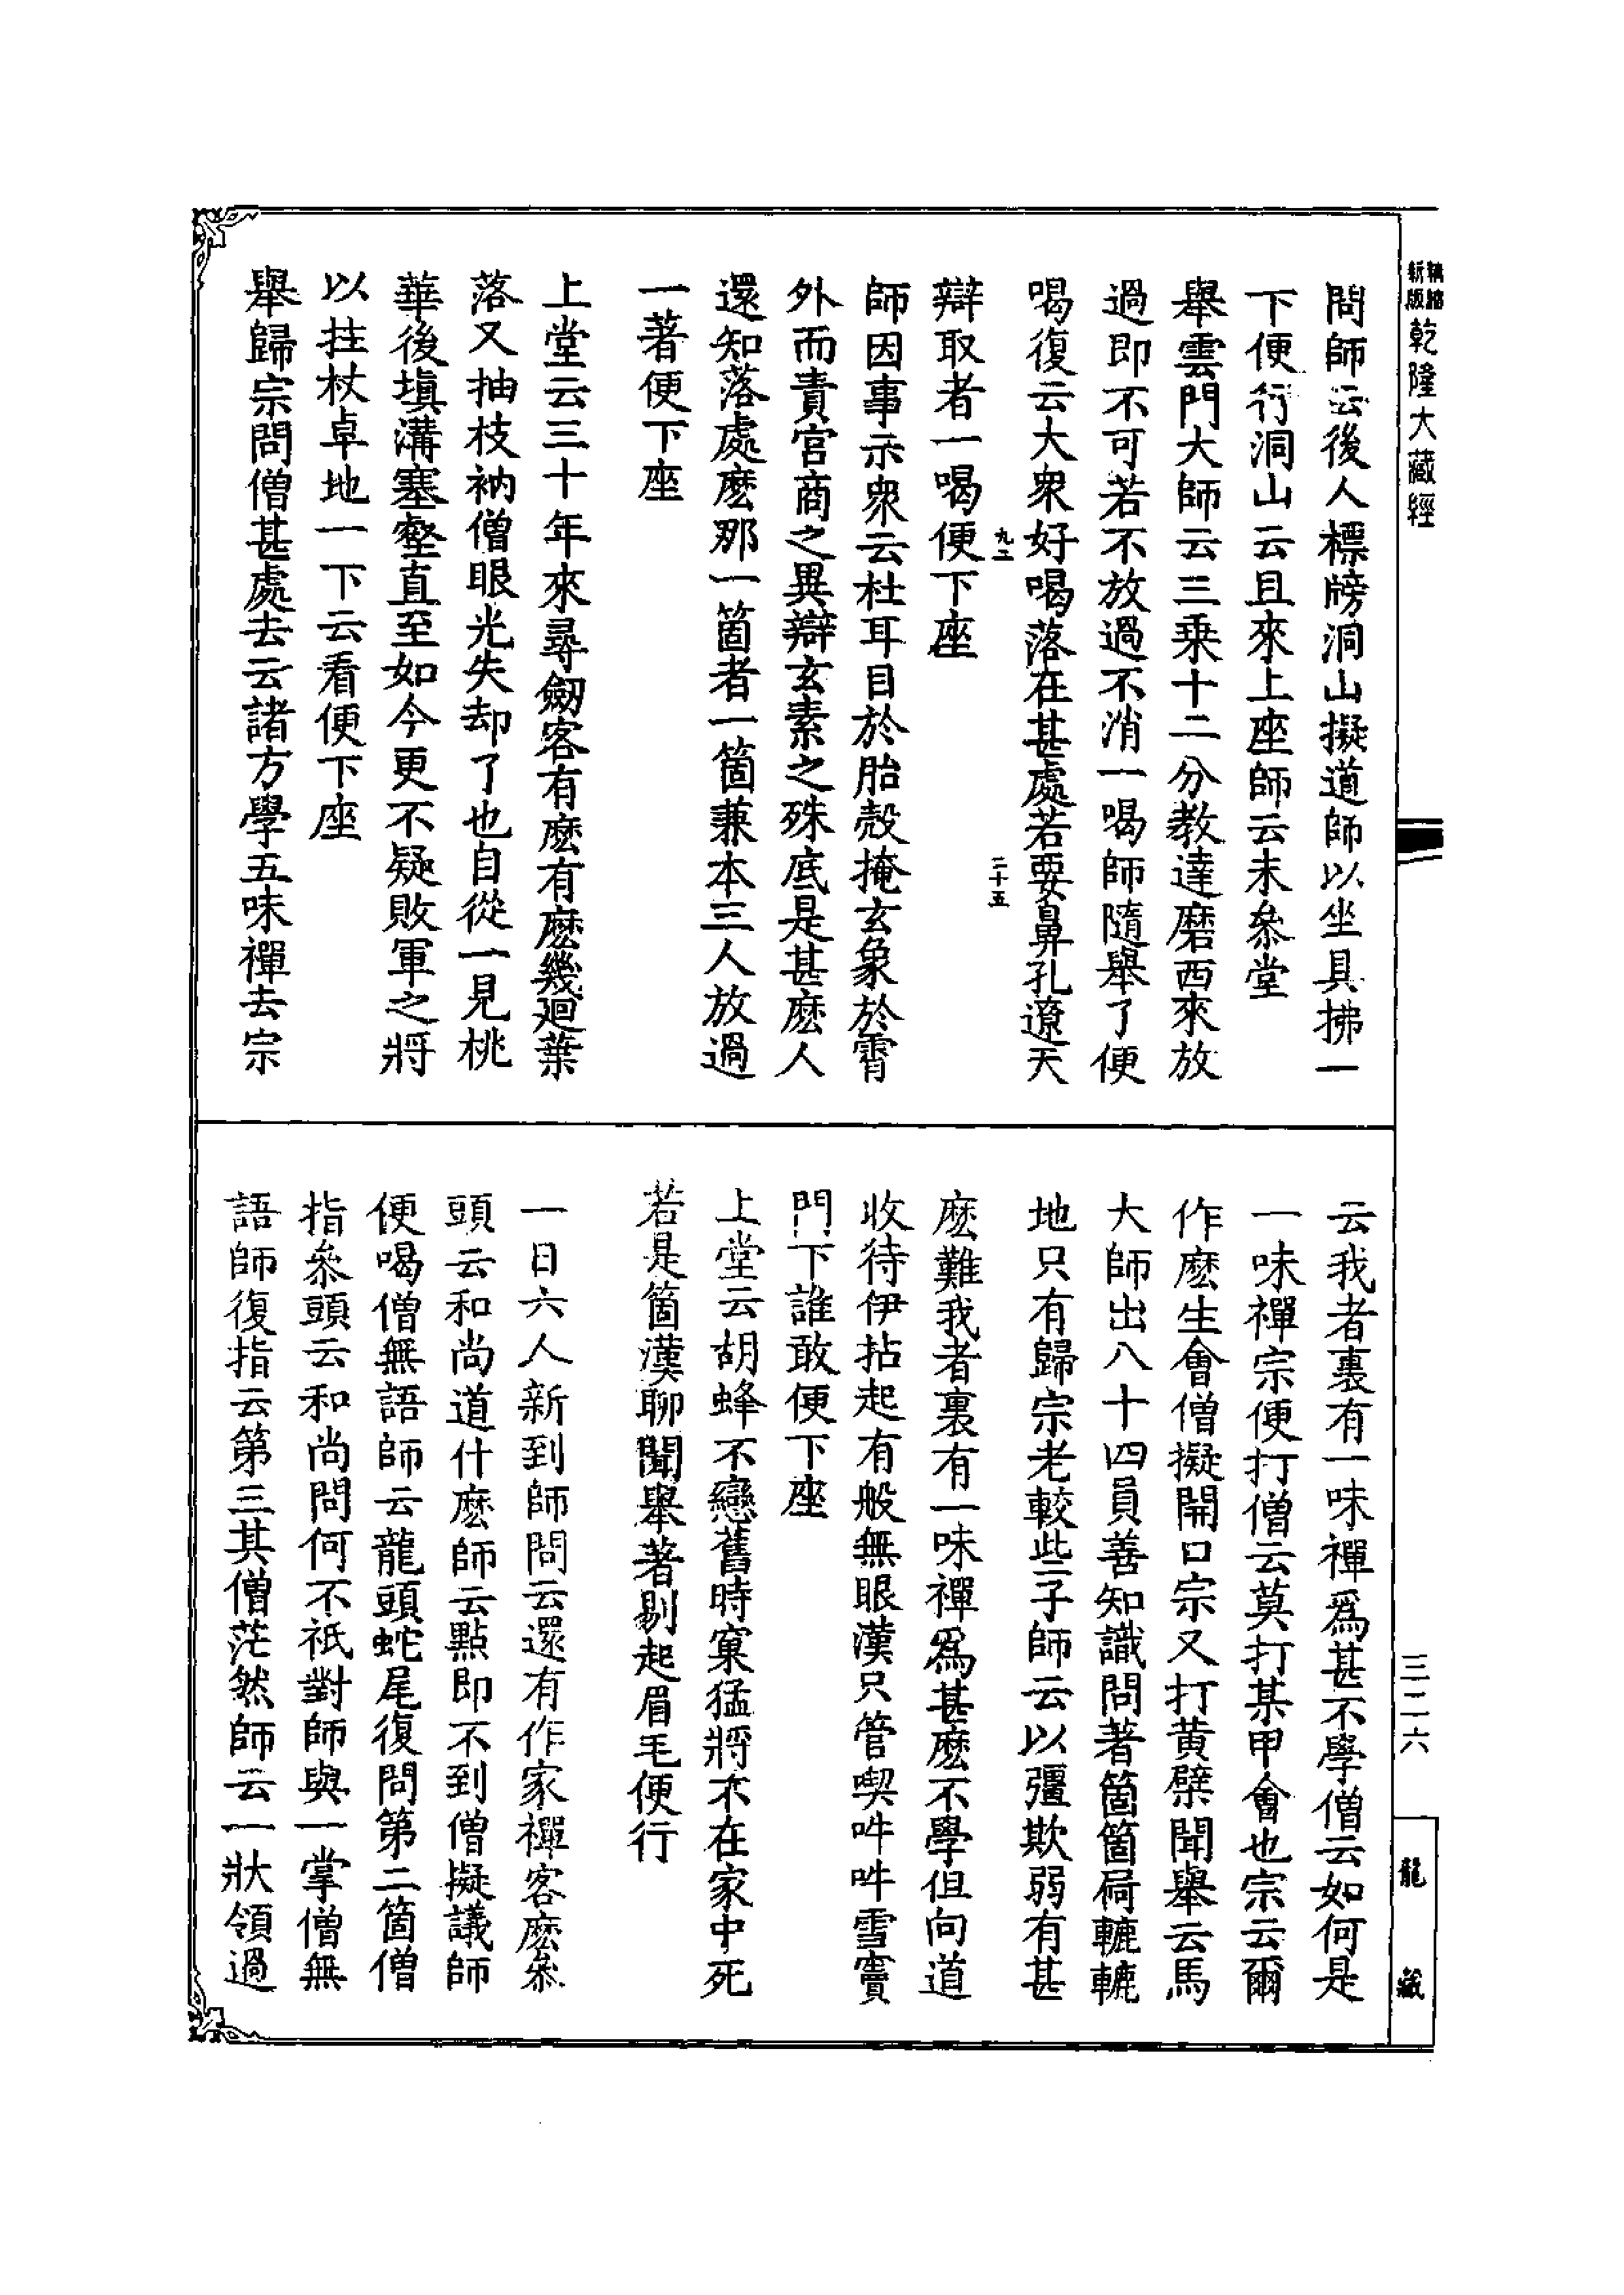 精縮
新版
乾隆大藏經
問師云後人標牓洞山擬道師以坐具拂一
下便行洞山云且來上座師云未叅堂
舉雲門大師云三乘十二分教達磨西來放
過即不可若不放過不消一喝師隨舉了便
喝復云大衆好喝落在甚處若要鼻孔遼天
九二
二十五
辯取者一喝便下座
師因事示衆云杜耳目於胎殼掩玄象於霄
外而責宮商之異辯玄素之殊底是甚麽人
還知落處麽那一箇者一箇兼本三人放過
一著便下座
上堂云三十年來尋劒客有麽有麽幾迴葉
落又抽枝衲僧眼光失却了也自從一見桃
華後塡溝塞壑直至如今更不疑敗軍之將
以拄杖卓地一下云看便下座
舉歸宗問僧甚處去云諸方學五味禪去宗
云我者裏有一味禪爲甚不學僧云如何是
一味禪宗便打僧云莫打某甲會也宗云爾
作麽生會僧擬開口宗又打黃檗聞舉云馬
大師出八十四員善知識問著箇箇屙轆轆
地只有歸宗老較些子師云以彊欺弱有甚
麽難我者裏有一味禪爲甚麽不學但向道
收待伊拈起有般無眼漢只管喫吽吽雪竇
門下誰敢便下座
上堂云胡蜂不戀舊時窠猛將不在家中死
若是箇漢聊聞舉著剔起眉毛便行
一日六人新到師問云還有作家禪客麽叅
頭云和尚道什麽師云點即不到僧擬議師
便喝僧無語師云龍頭蛇尾復問第二箇僧
指叅頭云和尚問何不祇對師與一掌僧無
語師復指云第三其僧茫然師云一狀領過
三二六
龍藏